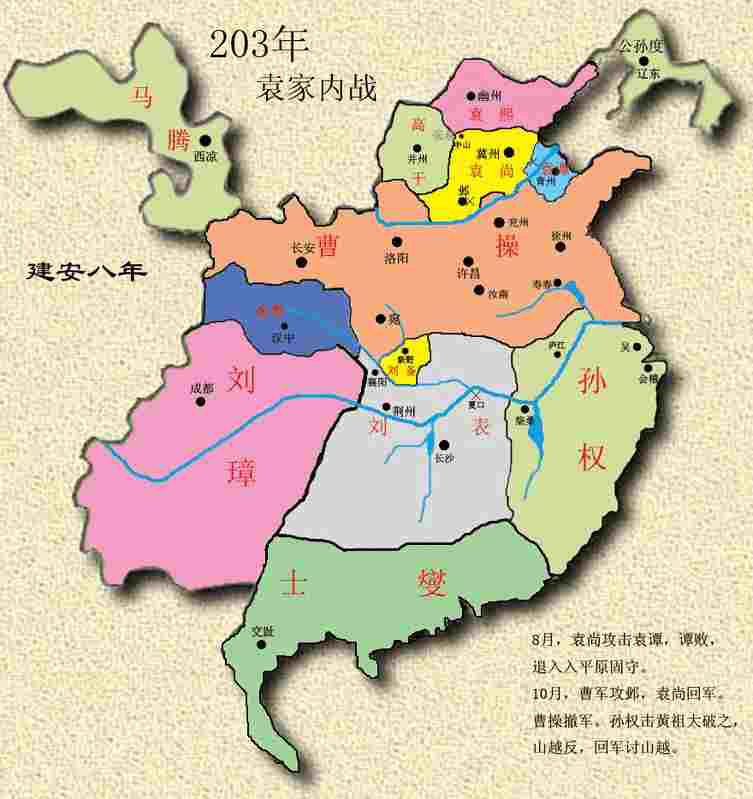 203年
袁家内战
公孙度
辽东
马
腾
西凉
幽州
袁熙
高
干
并州
中山
冀州
袁尚
邺
青州
建安八年
曹
操
长安
洛阳
兖州
徐州
许昌
汝南
寿春
宛
汉中
新野
刘备
襄阳
庐江
吴
会稽
成都
刘
璋
荆州
刘
表
夏口
柴桑
长沙
孙
权
士
燮
交趾
8月，袁尚攻击袁谭，谭败，
退入入平原固守。
10月，曹军攻邺，袁尚回军。
曹操撤军、孙权击黄祖大破之，
山越反，回军讨山越。